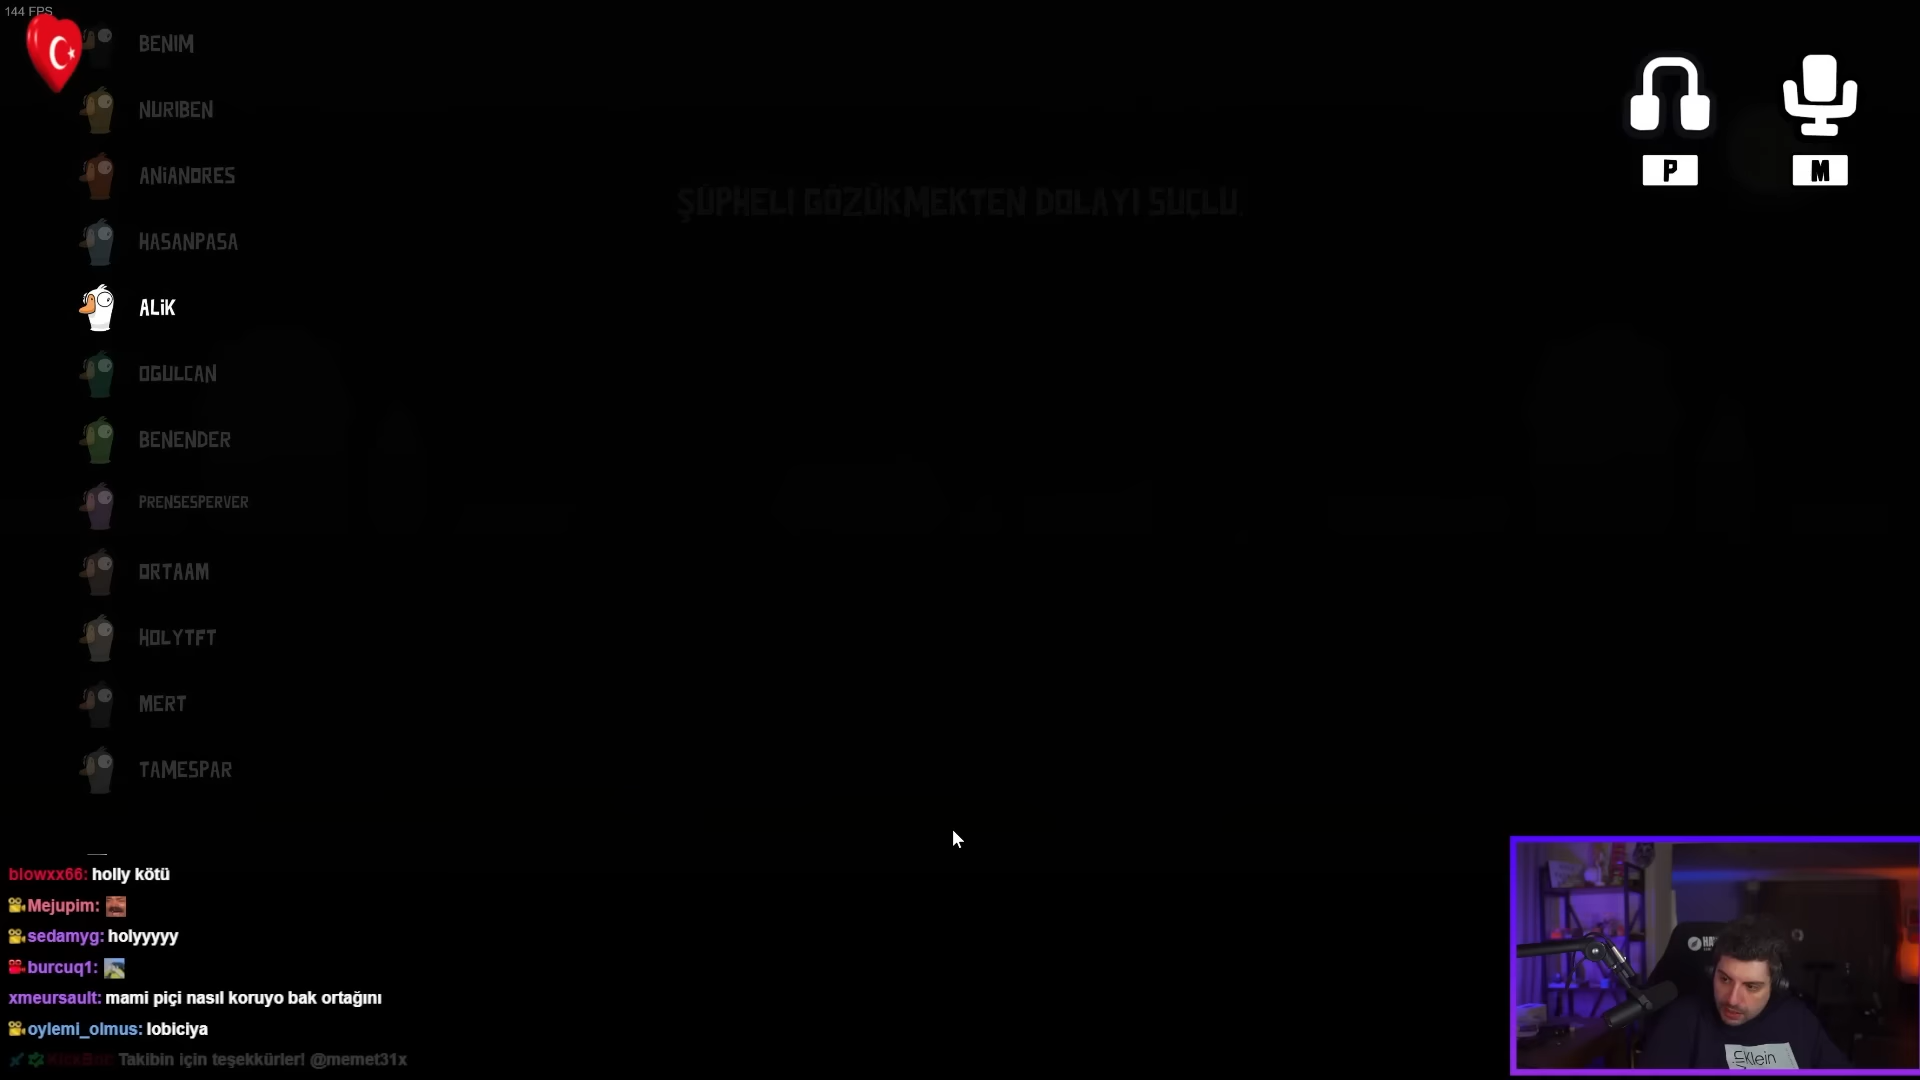 144 FPS
BENIM
NURIBEN
ANiANDRES
HASANPASA
ALiK
OGULCAN
BENENDER
PRENSESPERVER
ORTAAM
HOLYTFT
MERT
TAMESPAR
ŞÜPHELİ GÖZÜKMEKTEN DOLAYI SUÇLU.
P
M
blowxx66: holly kötü
Mejupim:
sedamyg: holyyyyy
burcuq1:
xmeursault: mami piçi nasıl koruyo bak ortağını
oylemi_olmus: lobiciya
KickBot: Takibin için teşekkürler! @memet31x
Klein